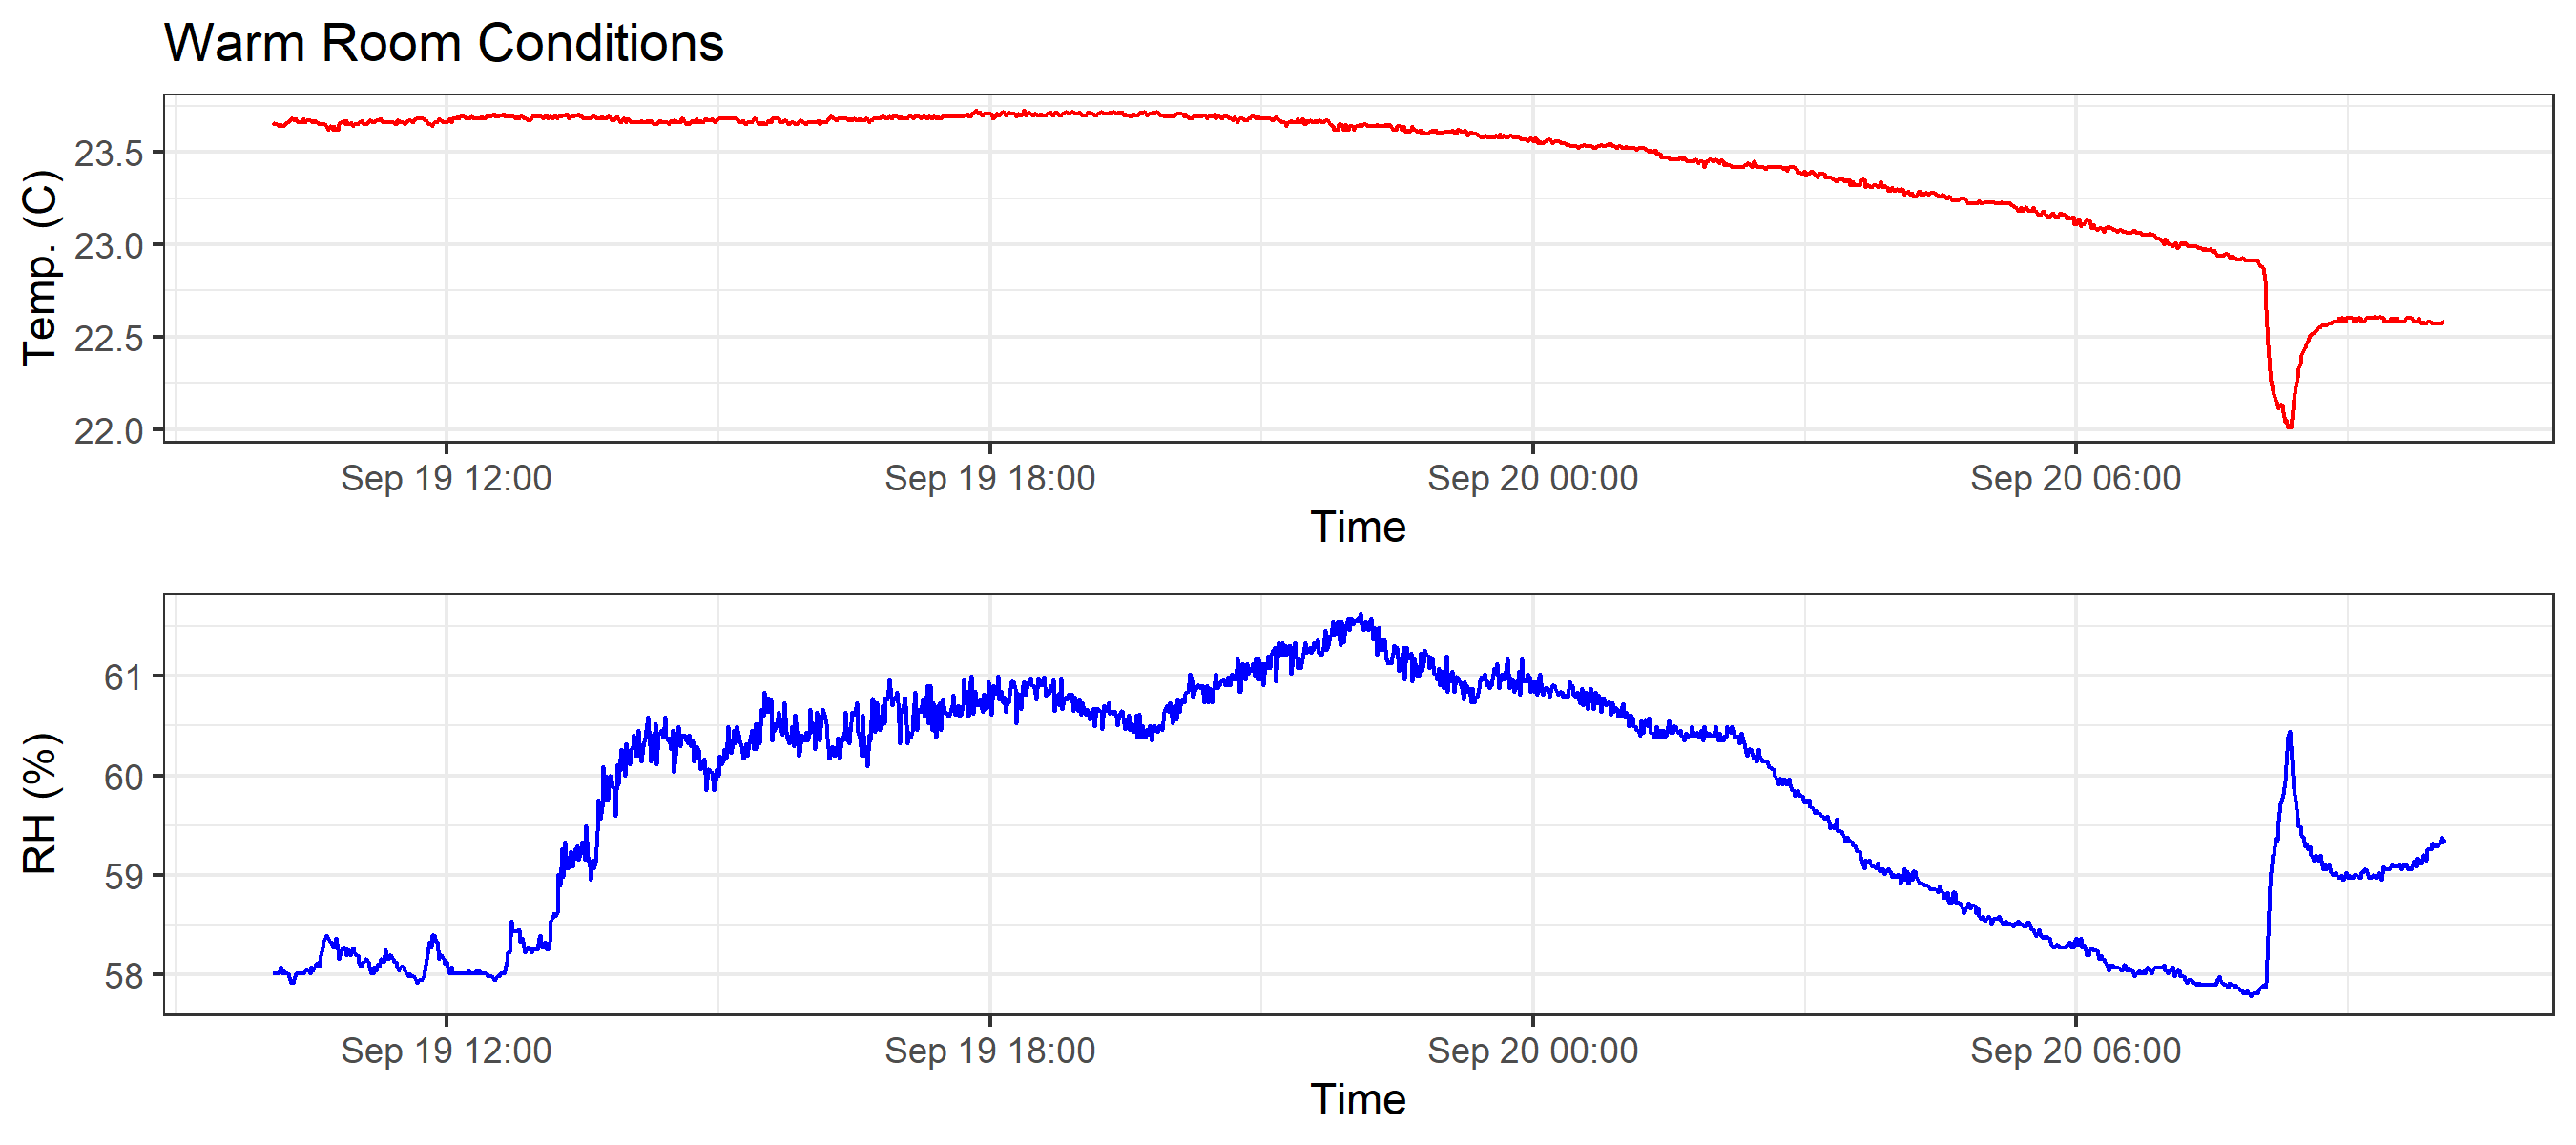 Warm Room Conditions
Temp. (C)
23.5
23.0
22.5
22.0
Sep 19 12:00 Sep 19 18:00 Sep 20 00:00 Sep 20 06:00
Time
RH (%)
61
60
59
58
Sep 19 12:00 Sep 19 18:00 Sep 20 00:00 Sep 20 06:00
Time